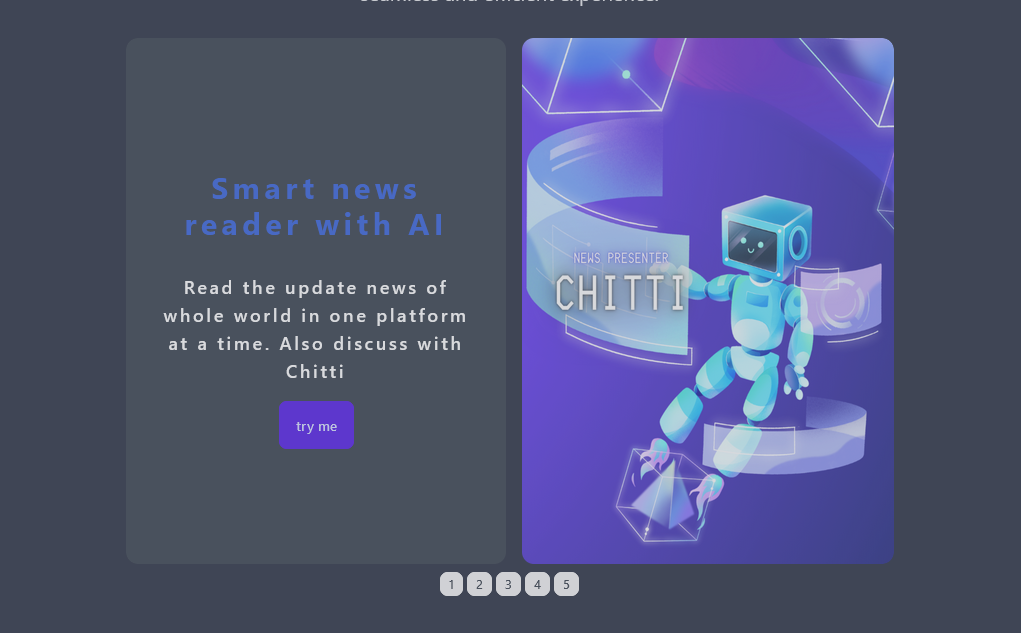 seamless and efficient experience.
Smart news
reader with AI
Read the update news of
whole world in one platform
at a time. Also discuss with
Chitti
try me
NEWS PRESENTER
CHITTI
1 2 3 4 5